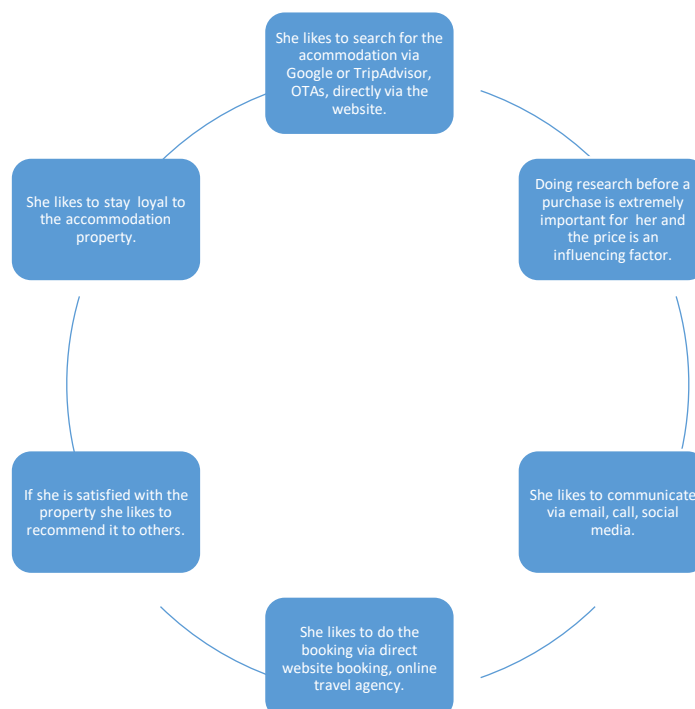 She likes to search for the
acommodation via
Google or TripAdvisor,
OTAs, directly via the
website.
Doing research before a
purchase is extremely
important for her and
the price is an
influencing factor.
She likes to communicate
via email, call, social
media.
She likes to do the
booking via direct
website booking, online
travel agency.
If she is satisfied with the
property she likes to
recommend it to others.
She likes to stay loyal to
the accommodation
property.